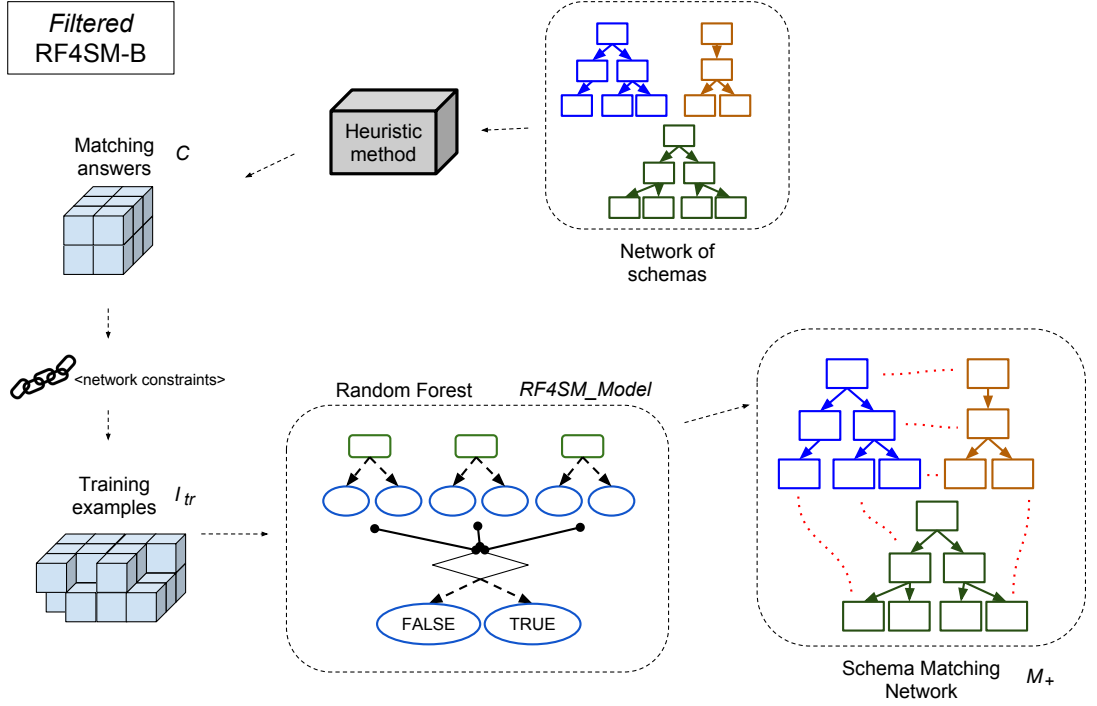 Filtered
RF4SM-B
Heuristic
method
Matching
answers
C
Network of
schemas
<network constraints>
Random Forest
RF4SM_Model
Training
examples
I tr
FALSE
TRUE
Schema Matching
Network
M +